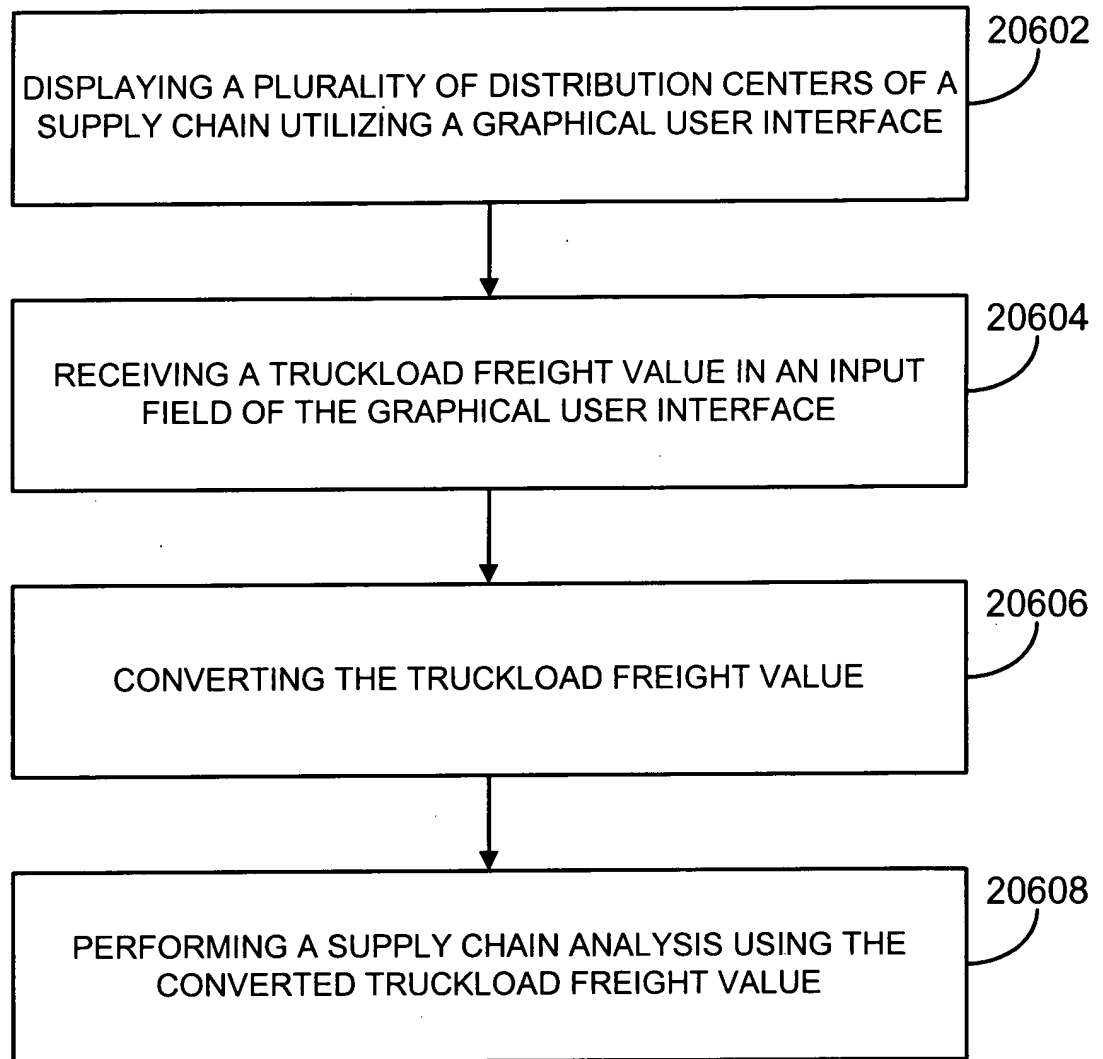 20602
DISPLAYING A PLURALITY OF DISTRIBUTION CENTERS OF A
SUPPLY CHAIN UTILIZING A GRAPHICAL USER INTERFACE
20604
RECEIVING A TRUCKLOAD FREIGHT VALUE IN AN INPUT
FIELD OF THE GRAPHICAL USER INTERFACE
20606
CONVERTING THE TRUCKLOAD FREIGHT VALUE
20608
PERFORMING A SUPPLY CHAIN ANALYSIS USING THE
CONVERTED TRUCKLOAD FREIGHT VALUE